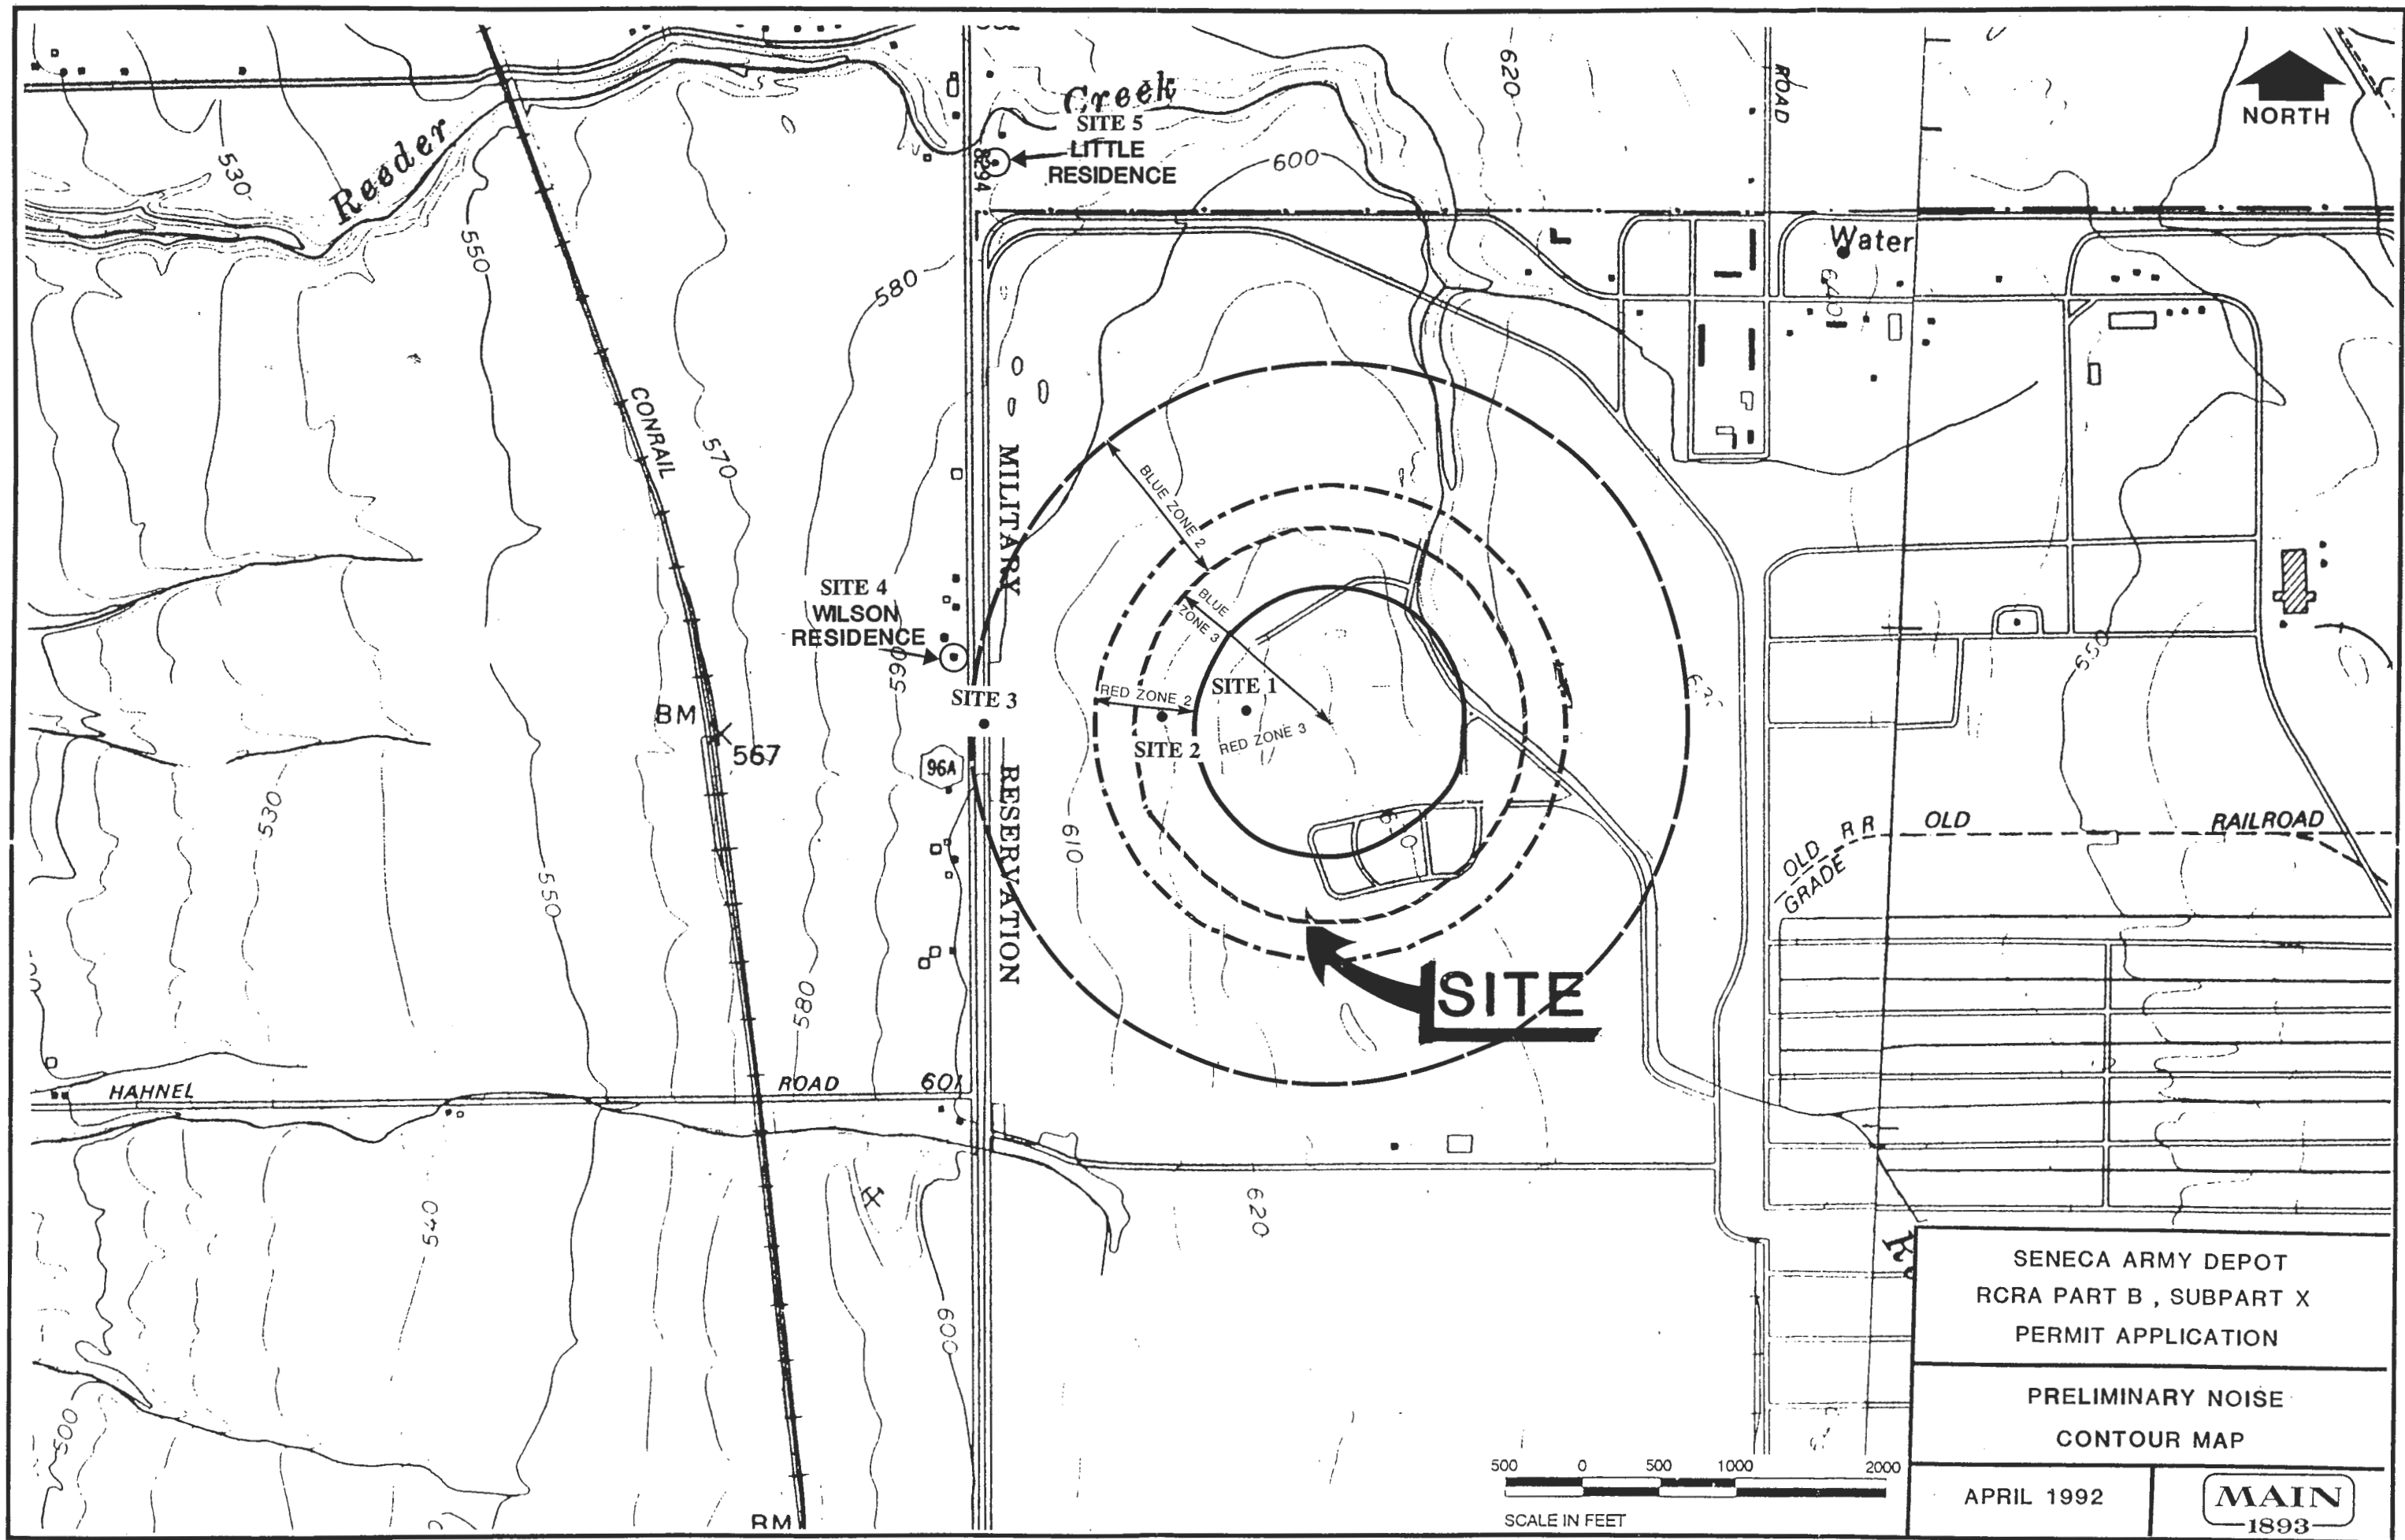 Creek
SITE 5
LITTLE
RESIDENCE
Reeder
530
620
ROAD
NORTH
600
550
580
Water
640
CONRAIL
570
MILITARY
BLUE ZONE 2
BLUE
ZONE 3
SITE 4
WILSON
RESIDENCE
590
SITE 3
RED ZONE 2
SITE 1
SITE 2
RED ZONE 3
650
BM
567
96A
RESERVATION
610
530
550
580
OLD R R
GRADE
OLD
RAILROAD
SITE
HAHNEL
ROAD
601
540
620
600
500
BM
SENECA ARMY DEPOT
RCRA PART B , SUBPART X
PERMIT APPLICATION
PRELIMINARY NOISE
CONTOUR MAP
500 0 500 1000 2000
SCALE IN FEET
APRIL 1992
MAIN
1893